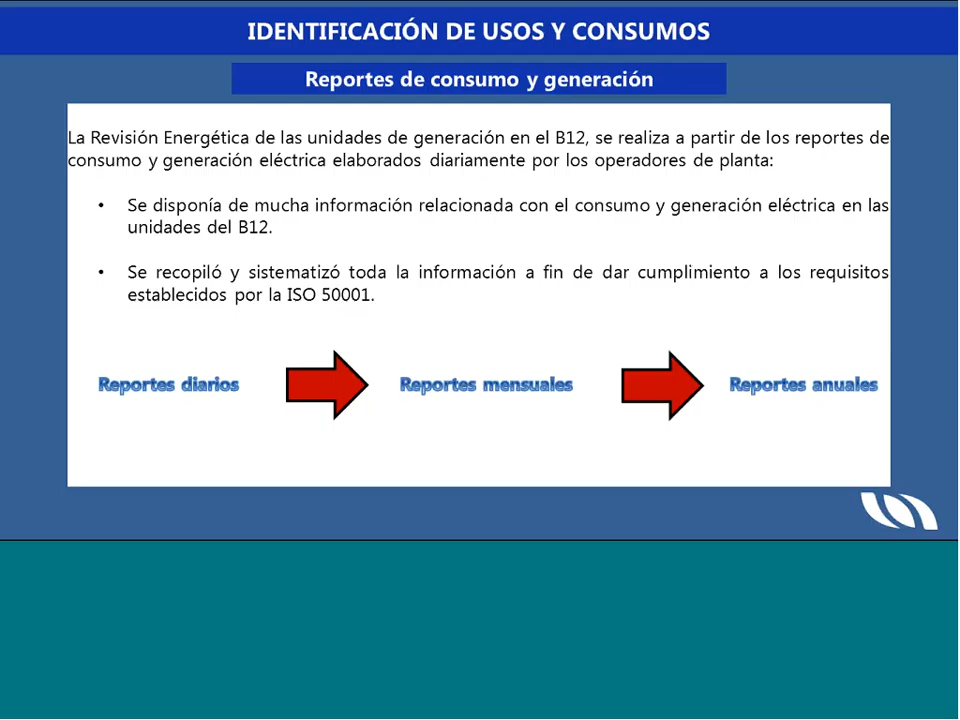 IDENTIFICACIÓN DE USOS Y CONSUMOS
Reportes de consumo y generación
La Revisión Energética de las unidades de generación en el B12, se realiza a partir de los reportes de
consumo y generación eléctrica elaborados diariamente por los operadores de planta:
• Se disponía de mucha información relacionada con el consumo y generación eléctrica en las
unidades del B12.
• Se recopiló y sistematizó toda la información a fin de dar cumplimiento a los requisitos
establecidos por la ISO 50001.
Reportes diarios Reportes mensuales Reportes anuales